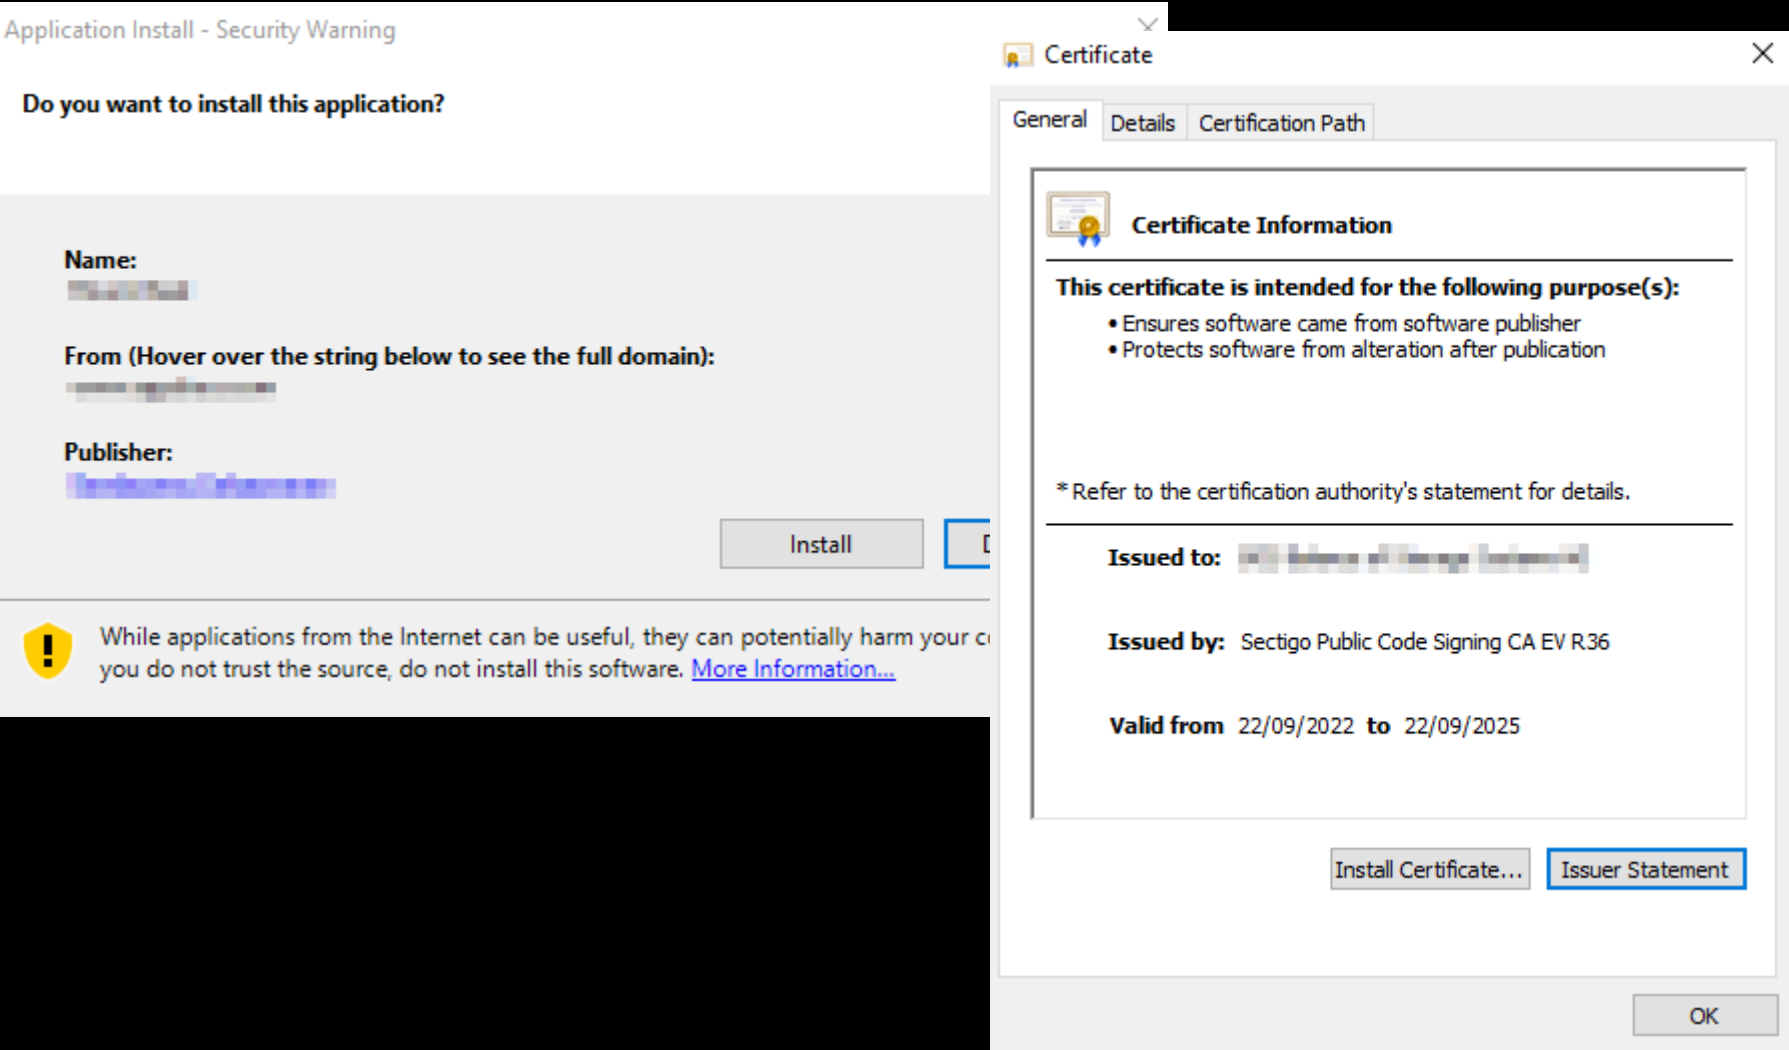 Application Install - Security Warning
Do you want to install this application?
Name:
From (Hover over the string below to see the full domain):
Publisher:
Install
While applications from the Internet can be useful, they can potentially harm your
you do not trust the source, do not install this software. More Information...
Certificate
General Details Certification Path
Certificate Information
This certificate is intended for the following purpose(s):
• Ensures software came from software publisher
• Protects software from alteration after publication
* Refer to the certification authority's statement for details.
Issued to:
Issued by: Sectigo Public Code Signing CA EV R36
Valid from 22/09/2022 to 22/09/2025
Install Certificate... Issuer Statement
OK